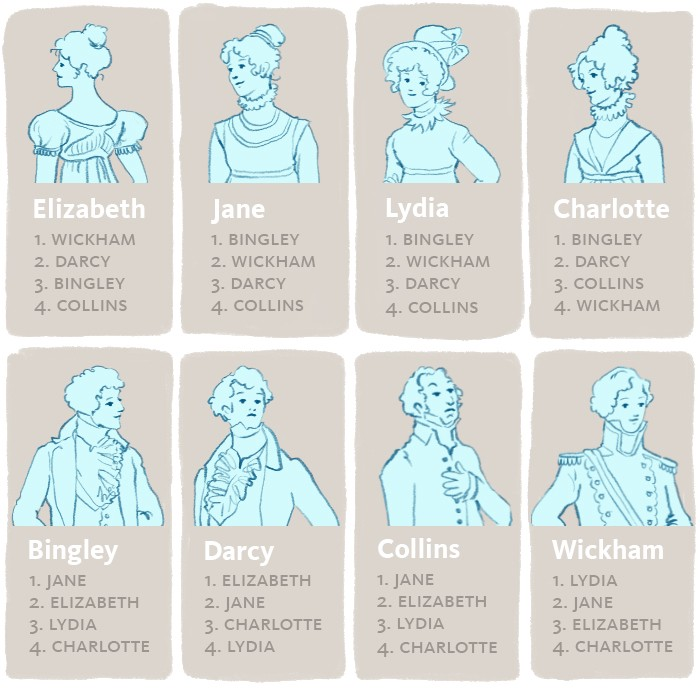 Elizabeth
1. WICKHAM
2. DARCY
3. BINGLEY
4. COLLINS
Jane
1. BINGLEY
2. WICKHAM
3. DARCY
4. COLLINS
Lydia
1. BINGLEY
2. WICKHAM
3. DARCY
4. COLLINS
Charlotte
1. BINGLEY
2. DARCY
3. COLLINS
4. WICKHAM
Bingley
1. JANE
2. ELIZABETH
3. LYDIA
4. CHARLOTTE
Darcy
1. ELIZABETH
2. JANE
3. CHARLOTTE
4. LYDIA
Collins
1. JANE
2. ELIZABETH
3. LYDIA
4. CHARLOTTE
Wickham
1. LYDIA
2. JANE
3. ELIZABETH
4. CHARLOTTE